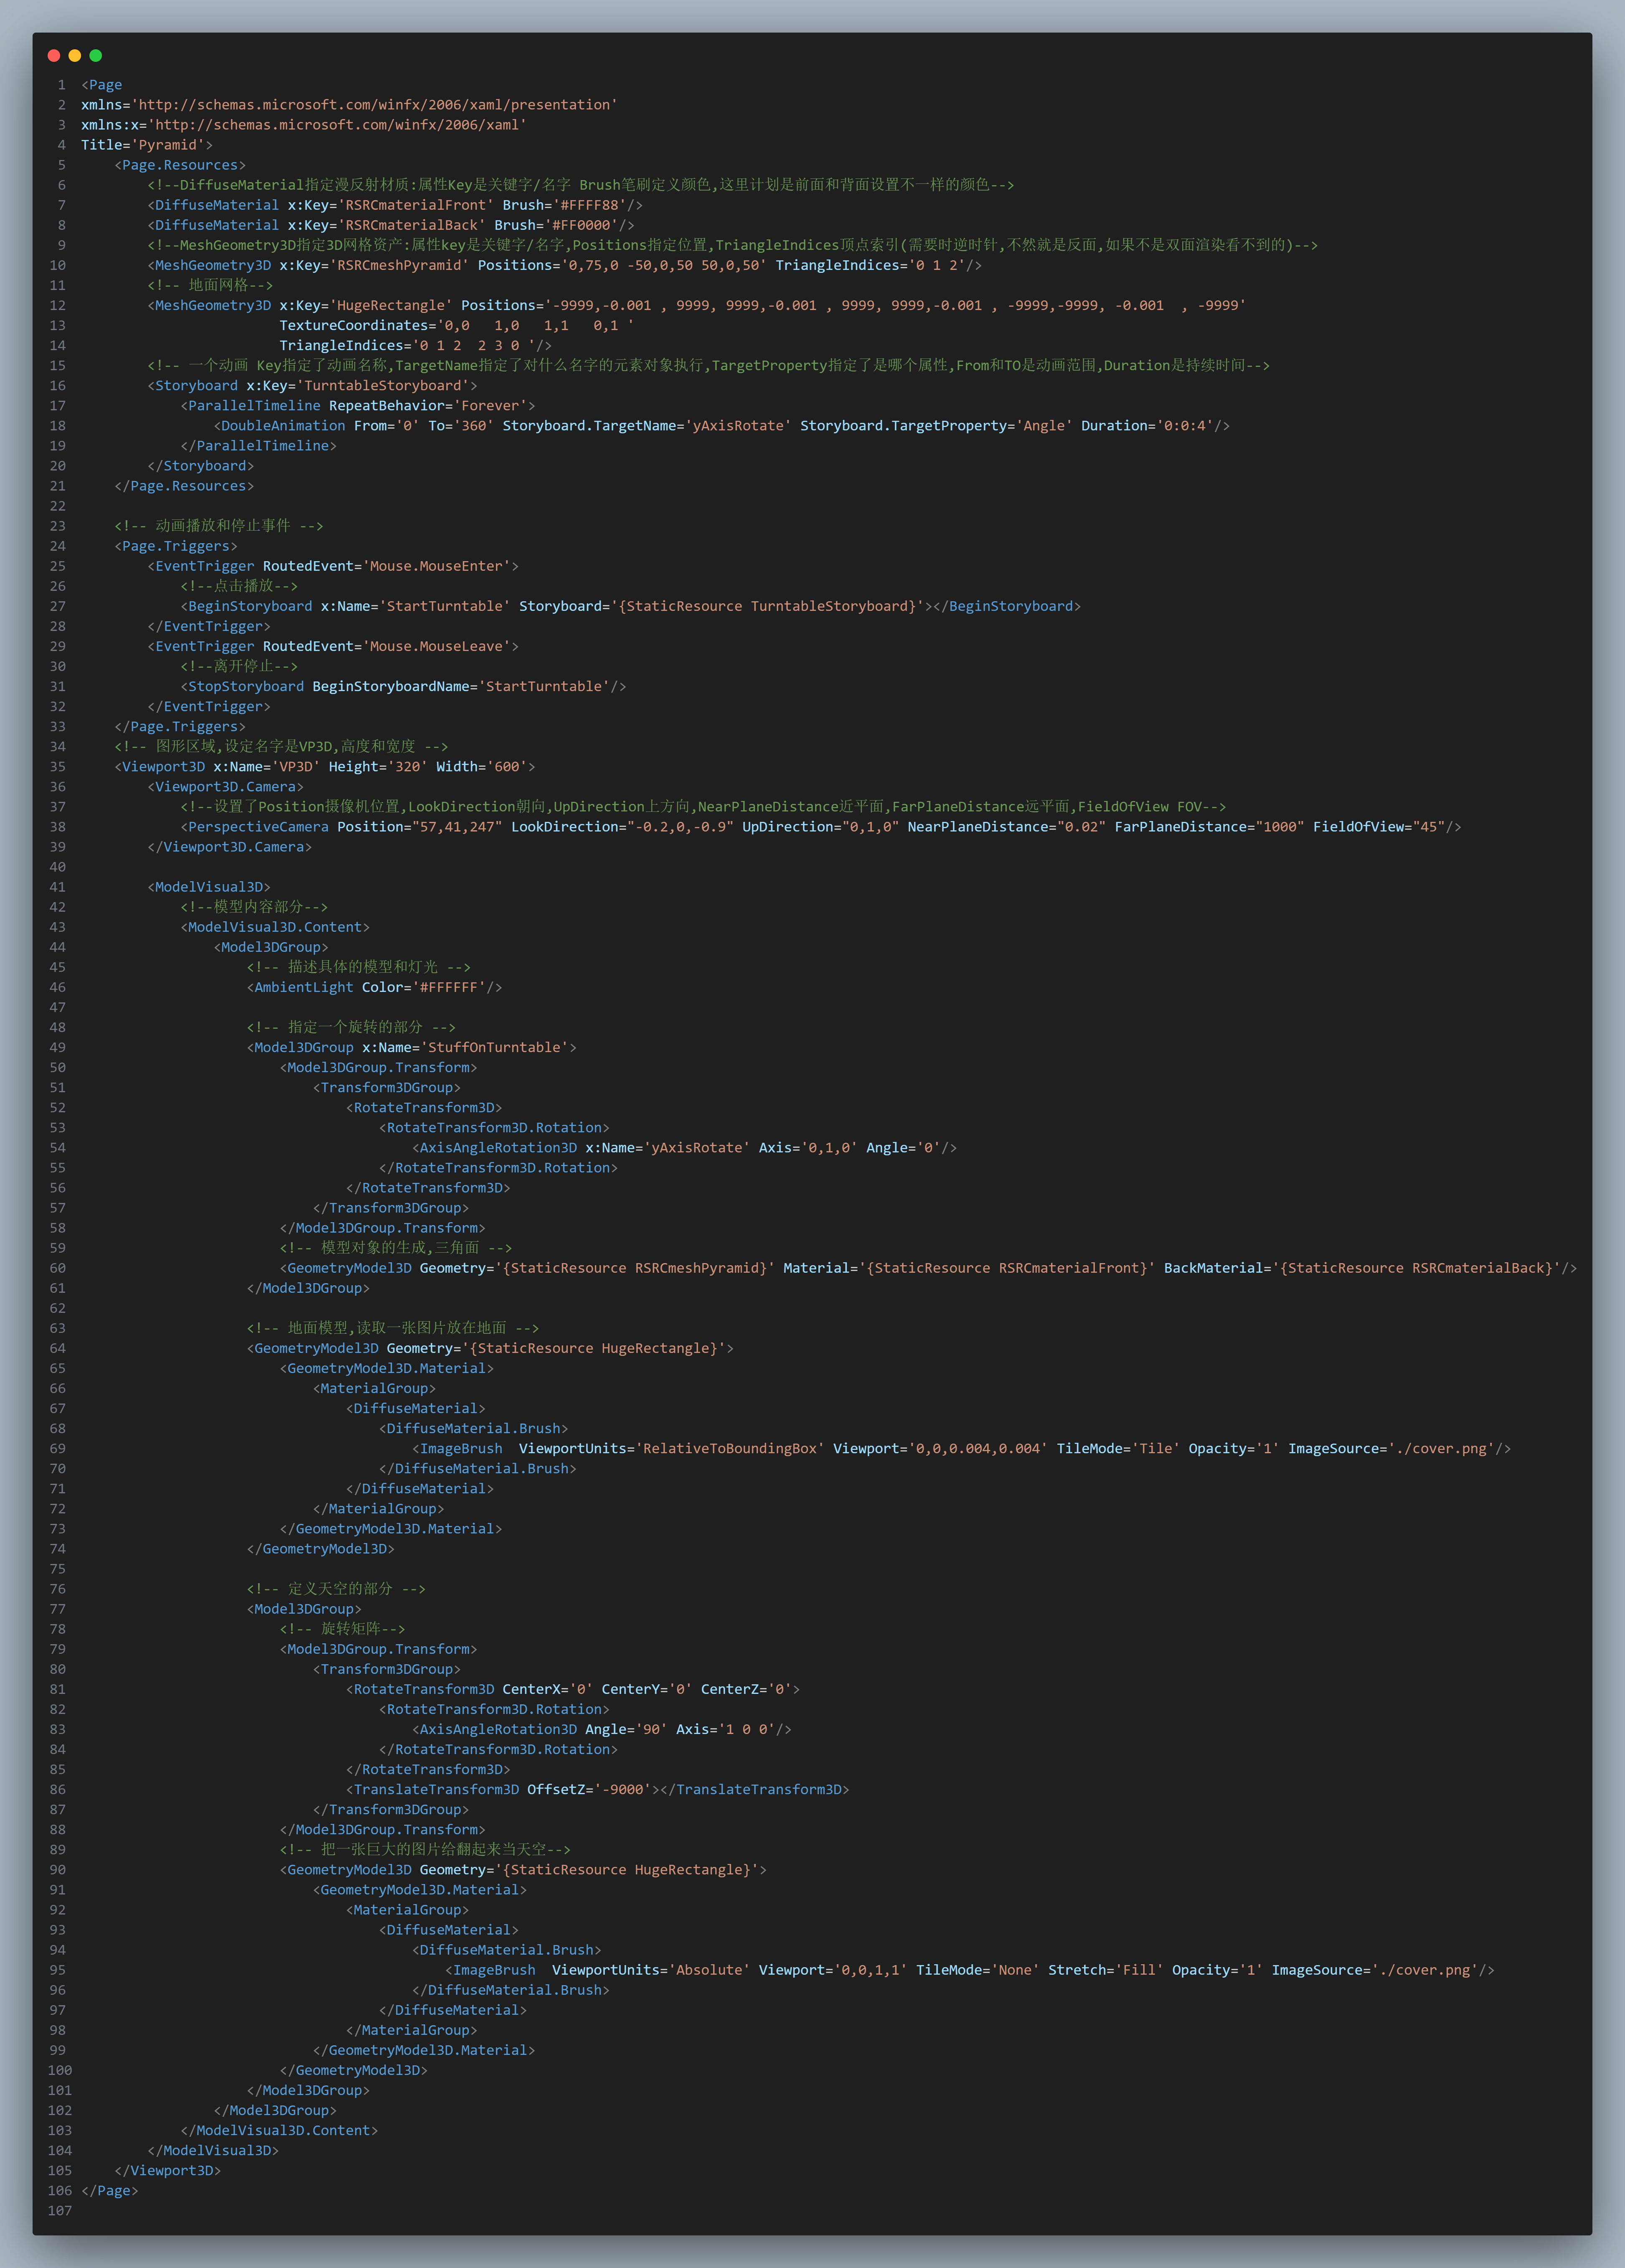 1 <Page
2 xmlns='http://schemas.microsoft.com/winfx/2006/xaml/presentation'
3 xmlns:x='http://schemas.microsoft.com/winfx/2006/xaml'
4 Title='Pyramid'>
5     <Page.Resources>
6         <!--DiffuseMaterial指定漫反射材质:属性Key是关键字/名字 Brush笔刷定义颜色,这里计划是前面和背面设置不一样的颜色-->
7         <DiffuseMaterial x:Key='RSRCmaterialFront' Brush='#FFFF88'/>
8         <DiffuseMaterial x:Key='RSRCmaterialBack' Brush='#FF0000'/>
9         <!--MeshGeometry3D指定3D网格资产:属性key是关键字/名字,Positions指定位置,TriangleIndices顶点索引(需要时逆时针,不然就是反面,如果不是双面渲染看不到的)-->
10         <MeshGeometry3D x:Key='RSRCmeshPyramid' Positions='0,75,0 -50,0,50 50,0,50' TriangleIndices='0 1 2'/>
11         <!-- 地面网格-->
12         <MeshGeometry3D x:Key='HugeRectangle' Positions='-9999,-0.001 , 9999, 9999,-0.001 , 9999, 9999,-0.001 , -9999,-9999, -0.001  , -9999'
13                         TextureCoordinates='0,0   1,0   1,1   0,1 '
14                         TriangleIndices='0 1 2  2 3 0 '/>
15         <!-- 一个动画 Key指定了动画名称,TargetName指定了对什么名字的元素对象执行,TargetProperty指定了是哪个属性,From和TO是动画范围,Duration是持续时间-->
16         <Storyboard x:Key='TurntableStoryboard'>
17             <ParallelTimeline RepeatBehavior='Forever'>
18                 <DoubleAnimation From='0' To='360' Storyboard.TargetName='yAxisRotate' Storyboard.TargetProperty='Angle' Duration='0:0:4'/>
19             </ParallelTimeline>
20         </Storyboard>
21     </Page.Resources>
22
23     <!-- 动画播放和停止事件 -->
24     <Page.Triggers>
25         <EventTrigger RoutedEvent='Mouse.MouseEnter'>
26             <!--点击播放-->
27             <BeginStoryboard x:Name='StartTurntable' Storyboard='{StaticResource TurntableStoryboard}'></BeginStoryboard>
28         </EventTrigger>
29         <EventTrigger RoutedEvent='Mouse.MouseLeave'>
30             <!--离开停止-->
31             <StopStoryboard BeginStoryboardName='StartTurntable'/>
32         </EventTrigger>
33     </Page.Triggers>
34     <!-- 图形区域,设定名字是VP3D,高度和宽度 -->
35     <Viewport3D x:Name='VP3D' Height='320' Width='600'>
36         <Viewport3D.Camera>
37             <!--设置了Position摄像机位置,LookDirection朝向,UpDirection上方向,NearPlaneDistance近平面,FarPlaneDistance远平面,FieldOfView FOV-->
38             <PerspectiveCamera Position="57,41,247" LookDirection="-0.2,0,-0.9" UpDirection="0,1,0" NearPlaneDistance="0.02" FarPlaneDistance="1000" FieldOfView="45"/>
39         </Viewport3D.Camera>
40
41         <ModelVisual3D>
42             <!--模型内容部分-->
43             <ModelVisual3D.Content>
44                 <Model3DGroup>
45                     <!-- 描述具体的模型和灯光 -->
46                     <AmbientLight Color='#FFFFFF'/>
47
48                     <!-- 指定一个旋转的部分 -->
49                     <Model3DGroup x:Name='StuffOnTurntable'>
50                         <Model3DGroup.Transform>
51                             <Transform3DGroup>
52                                 <RotateTransform3D>
53                                     <RotateTransform3D.Rotation>
54                                         <AxisAngleRotation3D x:Name='yAxisRotate' Axis='0,1,0' Angle='0'/>
55                                     </RotateTransform3D.Rotation>
56                                 </RotateTransform3D>
57                             </Transform3DGroup>
58                         </Model3DGroup.Transform>
59                         <!-- 模型对象的生成,三角面 -->
60                         <GeometryModel3D Geometry='{StaticResource RSRCmeshPyramid}' Material='{StaticResource RSRCmaterialFront}' BackMaterial='{StaticResource RSRCmaterialBack}'/>
61                     </Model3DGroup>
62
63                     <!-- 地面模型,读取一张图片放在地面 -->
64                     <GeometryModel3D Geometry='{StaticResource HugeRectangle}'>
65                         <GeometryModel3D.Material>
66                             <MaterialGroup>
67                                 <DiffuseMaterial>
68                                     <DiffuseMaterial.Brush>
69                                         <ImageBrush  ViewportUnits='RelativeToBoundingBox' Viewport='0,0,0.004,0.004' TileMode='Tile' Opacity='1' ImageSource='./cover.png'/>
70                                     </DiffuseMaterial.Brush>
71                                 </DiffuseMaterial>
72                             </MaterialGroup>
73                         </GeometryModel3D.Material>
74                     </GeometryModel3D>
75
76                     <!-- 定义天空的部分 -->
77                     <Model3DGroup>
78                         <!-- 旋转矩阵-->
79                         <Model3DGroup.Transform>
80                             <Transform3DGroup>
81                                 <RotateTransform3D CenterX='0' CenterY='0' CenterZ='0'>
82                                     <RotateTransform3D.Rotation>
83                                         <AxisAngleRotation3D Angle='90' Axis='1 0 0'/>
84                                     </RotateTransform3D.Rotation>
85                                 </RotateTransform3D>
86                                 <TranslateTransform3D OffsetZ='-9000'></TranslateTransform3D>
87                             </Transform3DGroup>
88                         </Model3DGroup.Transform>
89                         <!-- 把一张巨大的图片给翻起来当天空-->
90                         <GeometryModel3D Geometry='{StaticResource HugeRectangle}'>
91                             <GeometryModel3D.Material>
92                                 <MaterialGroup>
93                                     <DiffuseMaterial>
94                                         <DiffuseMaterial.Brush>
95                                             <ImageBrush  ViewportUnits='Absolute' Viewport='0,0,1,1' TileMode='None' Stretch='Fill' Opacity='1' ImageSource='./cover.png'/>
96                                         </DiffuseMaterial.Brush>
97                                     </DiffuseMaterial>
98                                 </MaterialGroup>
99                             </GeometryModel3D.Material>
100                         </GeometryModel3D>
101                     </Model3DGroup>
102                 </Model3DGroup>
103             </ModelVisual3D.Content>
104         </ModelVisual3D>
105     </Viewport3D>
106 </Page>
107